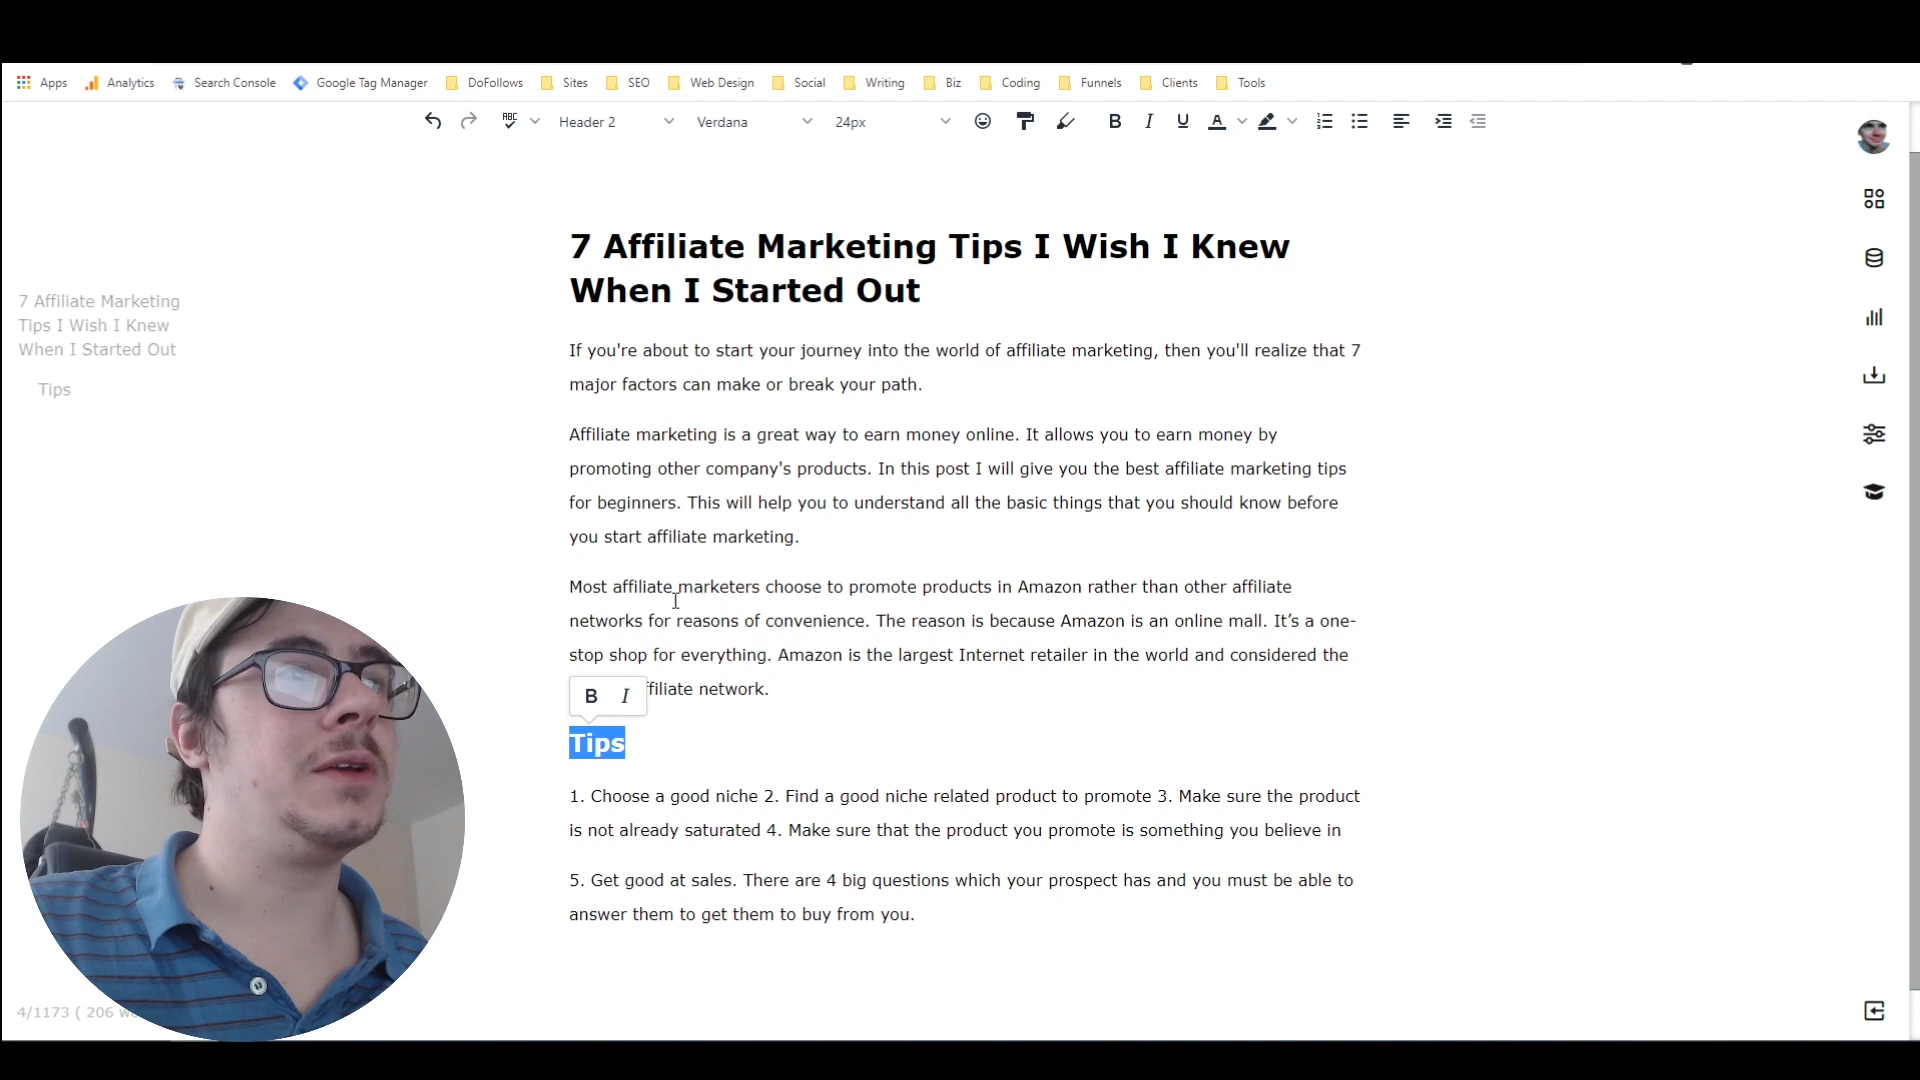 Apps Analytics Search Console Google Tag Manager DoFollows Sites SEO Web Design Social Writing Biz Coding Funnels Clients Tools
ABC Header 2 Verdana 24px B I U A
7 Affiliate Marketing
Tips I Wish I Knew
When I Started Out
Tips
7 Affiliate Marketing Tips I Wish I Knew
When I Started Out
If you're about to start your journey into the world of affiliate marketing, then you'll realize that 7
major factors can make or break your path.
Affiliate marketing is a great way to earn money online. It allows you to earn money by
promoting other company's products. In this post I will give you the best affiliate marketing tips
for beginners. This will help you to understand all the basic things that you should know before
you start affiliate marketing.
Most affiliate marketers choose to promote products in Amazon rather than other affiliate
networks for reasons of convenience. The reason is because Amazon is an online mall. It’s a one-
stop shop for everything. Amazon is the largest Internet retailer in the world and considered the
ffiliate network.
B I
Tips
1. Choose a good niche 2. Find a good niche related product to promote 3. Make sure the product
is not already saturated 4. Make sure that the product you promote is something you believe in
5. Get good at sales. There are 4 big questions which your prospect has and you must be able to
answer them to get them to buy from you.
4/1173 ( 206